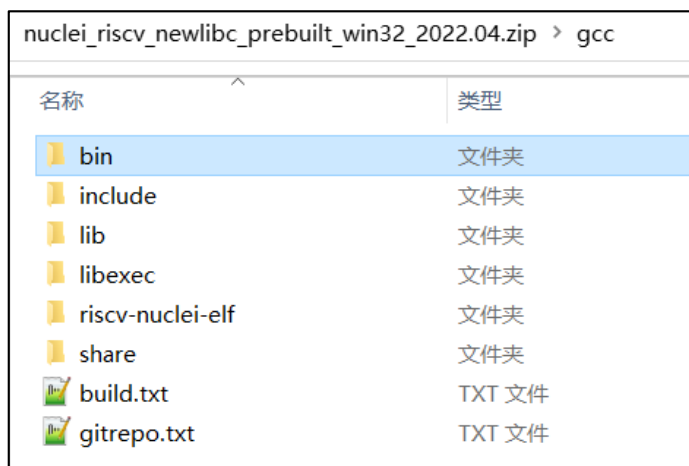 nuclei_riscv_newlibc_prebuilt_win32_2022.04.zip > gcc
名称 类型
bin 文件夹
include 文件夹
lib 文件夹
libexec 文件夹
riscv-nuclei-elf 文件夹
share 文件夹
build.txt TXT 文件
gitrepo.txt TXT 文件